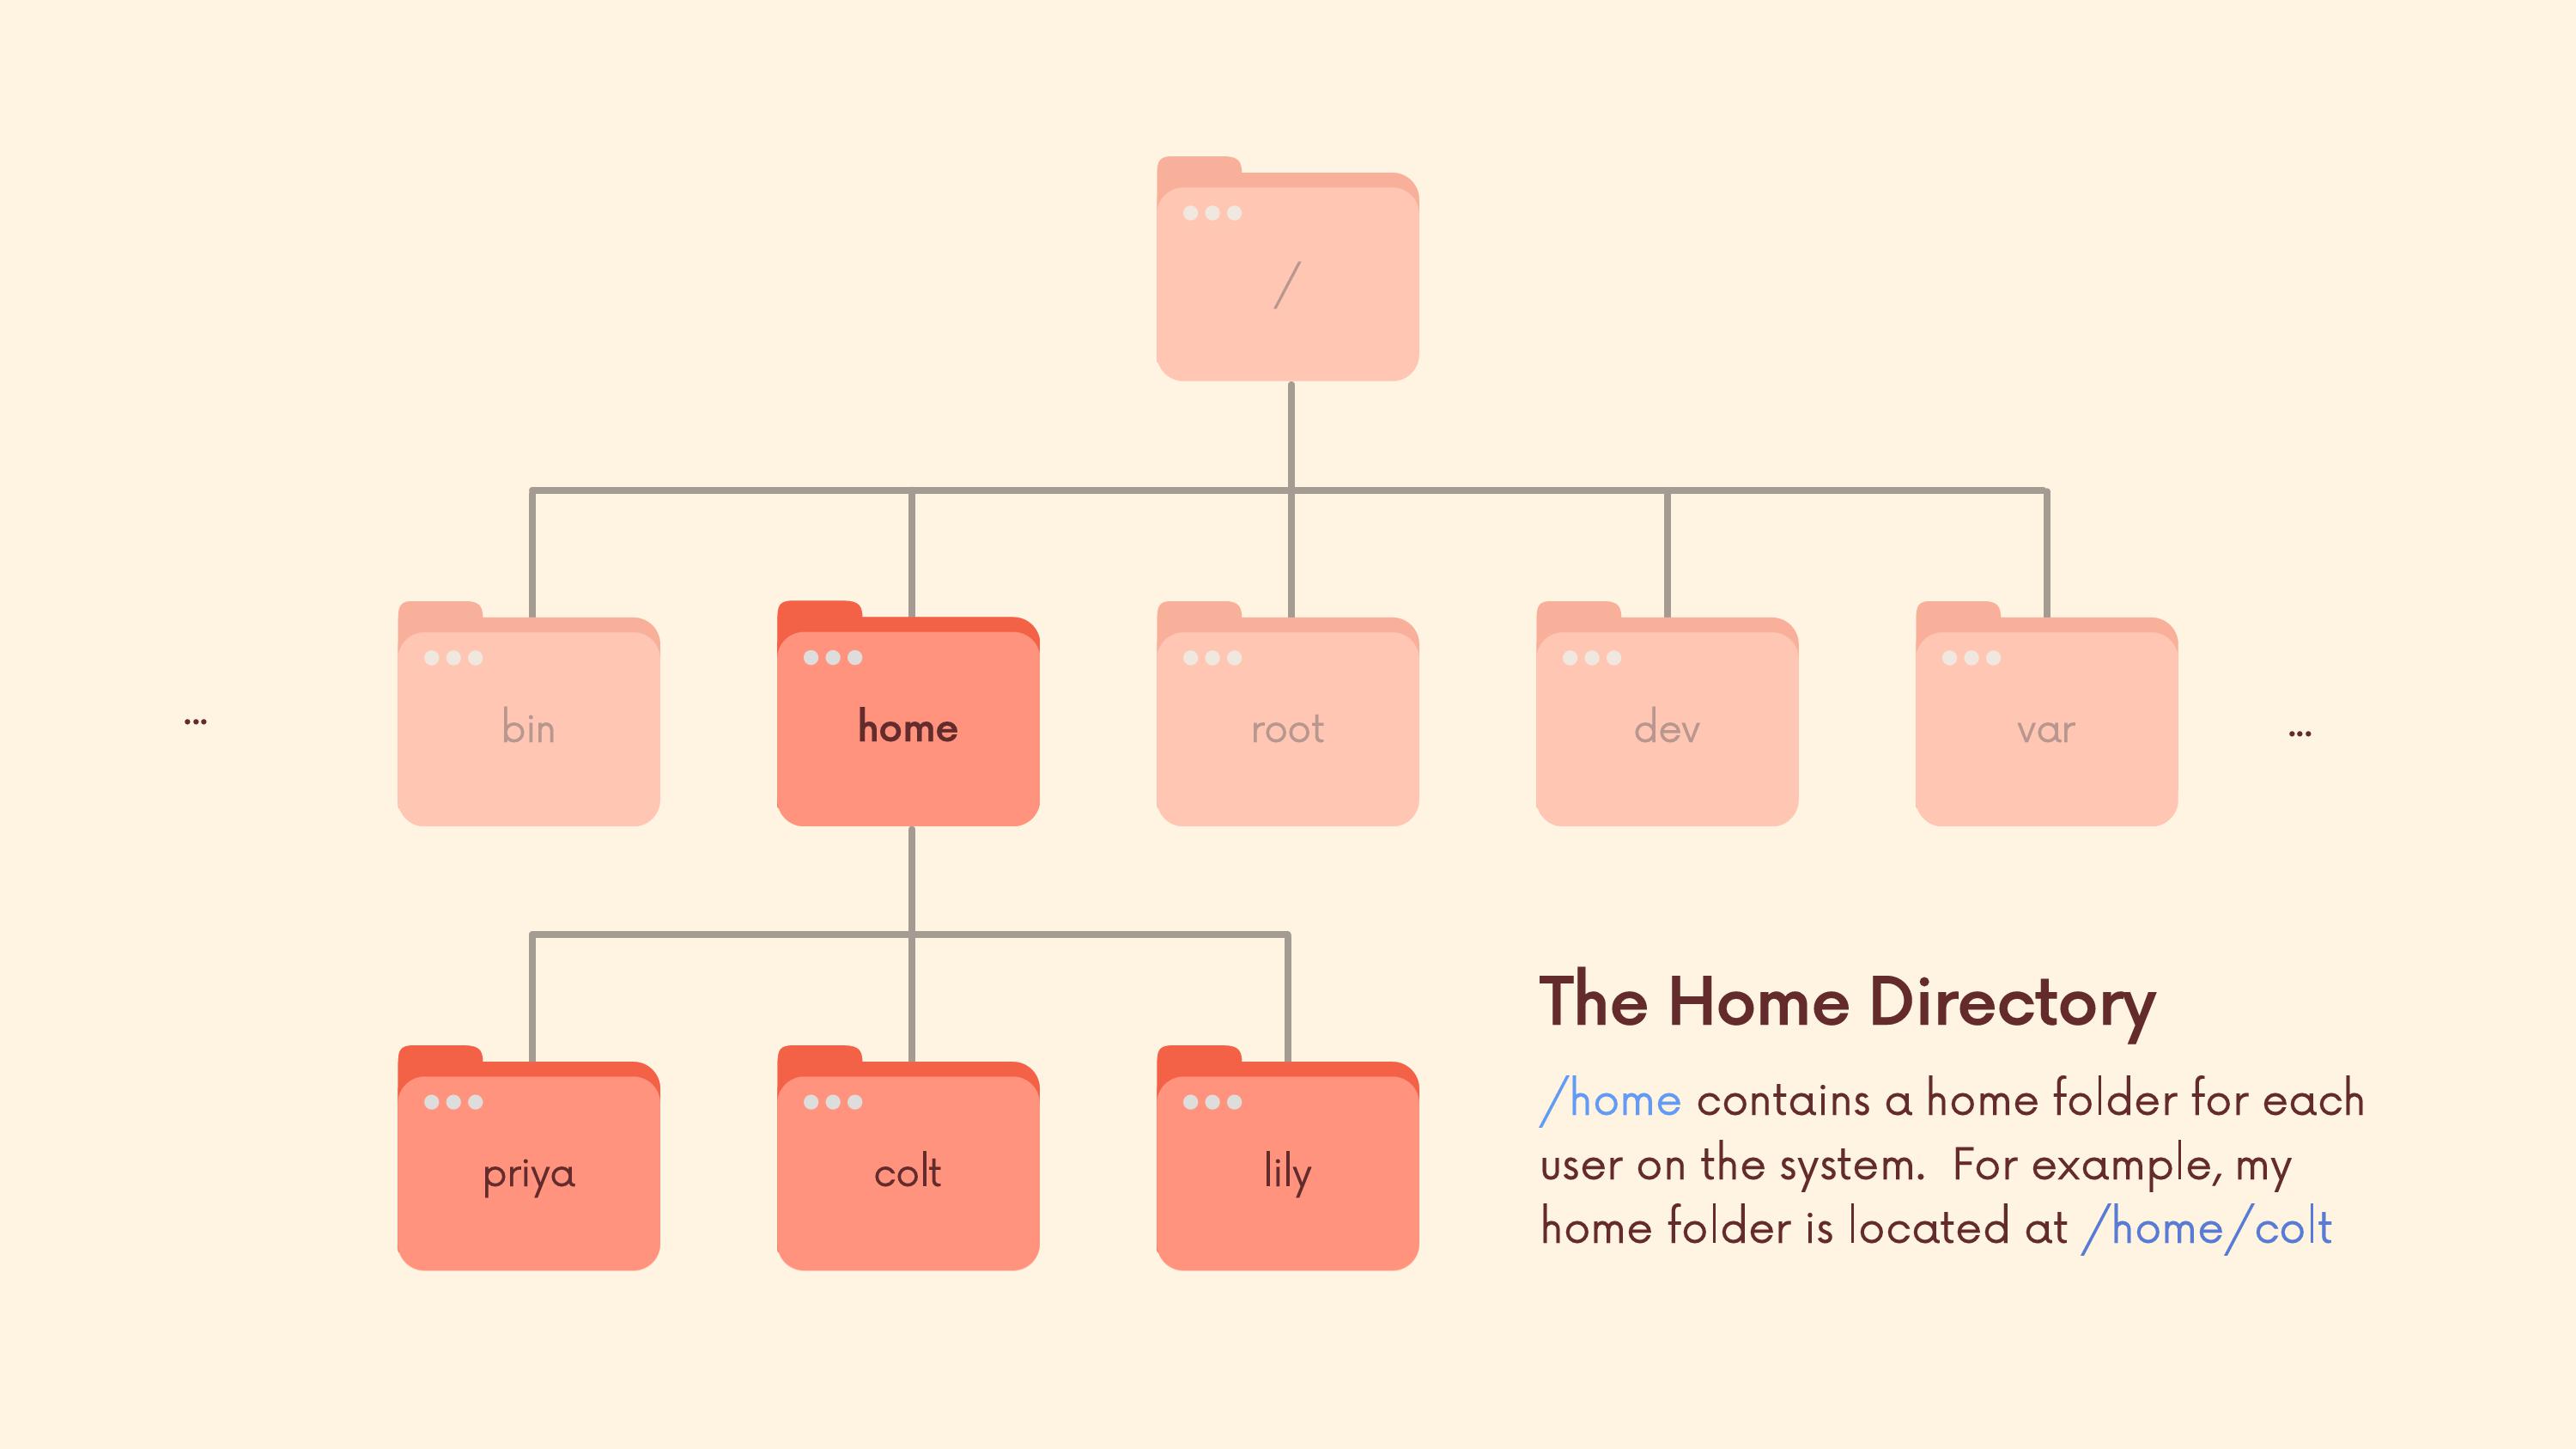 /
... bin home root dev var ...
priya colt lily
The Home Directory
/home contains a home folder for each
user on the system.  For example, my
home folder is located at /home/colt